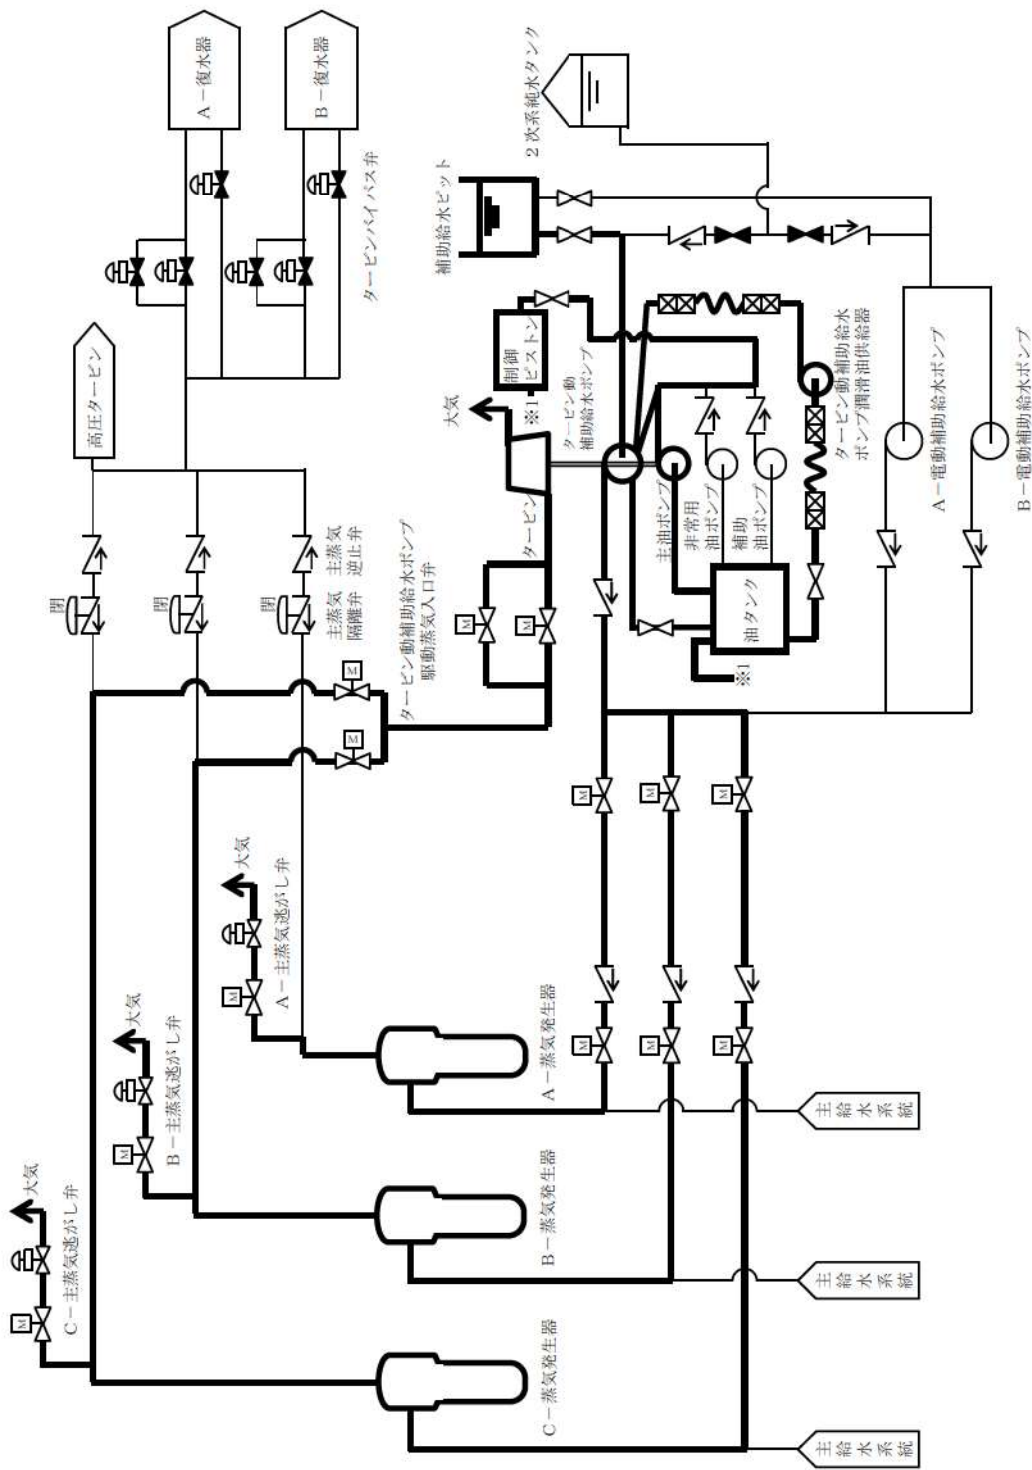 A－復水器
B－復水器
タービンバイパス弁
高圧タービン
2次系純水タンク
補助給水ピット
制御
ピストン
※1
大気
タービン動
補助給水ポンプ
タービン
主油ポンプ
非常用
油ポンプ
補助
油ポンプ
油タンク
※1
タービン動補助給水
ポンプ潤滑油供給器
A－電動補助給水ポンプ
B－電動補助給水ポンプ
閉
閉
閉
主蒸気
逆止弁
主蒸気
隔離弁
タービン動補助給水ポンプ
駆動蒸気入口弁
M
M
M
M
大気
A－主蒸気逃がし弁
M
大気
B－主蒸気逃がし弁
M
大気
C－主蒸気逃がし弁
M
A－蒸気発生器
B－蒸気発生器
C－蒸気発生器
M
M
M
M
M
M
主給水系統
主給水系統
主給水系統